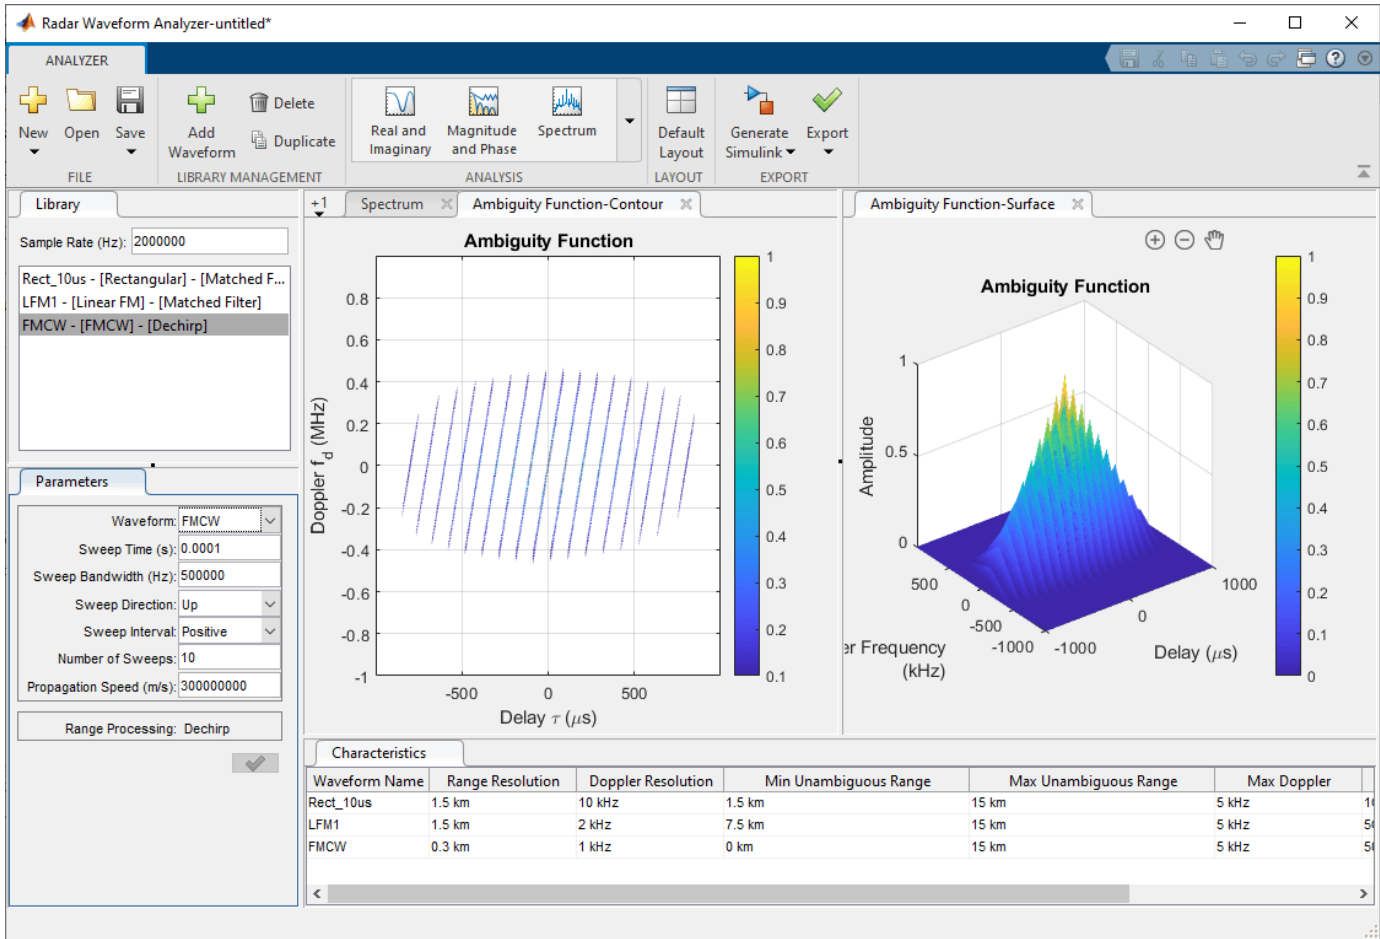 Radar Waveform Analyzer-untitled*
ANALYZER
New Open Save
Add Waveform
Delete
Duplicate
Real and Imaginary
Magnitude and Phase
Spectrum
Default Layout
Generate Simulink
Export
FILE LIBRARY MANAGEMENT ANALYSIS LAYOUT EXPORT
Library
Sample Rate (Hz): 2000000
Rect_10us - [Rectangular] - [Matched F...
LFM1 - [Linear FM] - [Matched Filter]
FMCW - [FMCW] - [Dechirp]
Parameters
Waveform: FMCW
Sweep Time (s): 0.0001
Sweep Bandwidth (Hz): 500000
Sweep Direction: Up
Sweep Interval: Positive
Number of Sweeps: 10
Propagation Speed (m/s): 300000000
Range Processing: Dechirp
+1 Spectrum Ambiguity Function-Contour
Ambiguity Function
0.8
0.6
0.4
0.2
0
-0.2
-0.4
-0.6
-0.8
-1
Doppler f_d (MHz)
-500 0 500
Delay τ (μs)
1
0.9
0.8
0.7
0.6
0.5
0.4
0.3
0.2
0.1
Ambiguity Function-Surface
Ambiguity Function
1
0.5
0
Amplitude
500
0
-500
-1000
er Frequency
(kHz)
-1000
0
1000
Delay (μs)
1
0.9
0.8
0.7
0.6
0.5
0.4
0.3
0.2
0.1
0
Characteristics
Waveform Name Range Resolution Doppler Resolution Min Unambiguous Range Max Unambiguous Range Max Doppler
Rect_10us 1.5 km 10 kHz 1.5 km 15 km 5 kHz
LFM1 1.5 km 2 kHz 7.5 km 15 km 5 kHz
FMCW 0.3 km 1 kHz 0 km 15 km 5 kHz